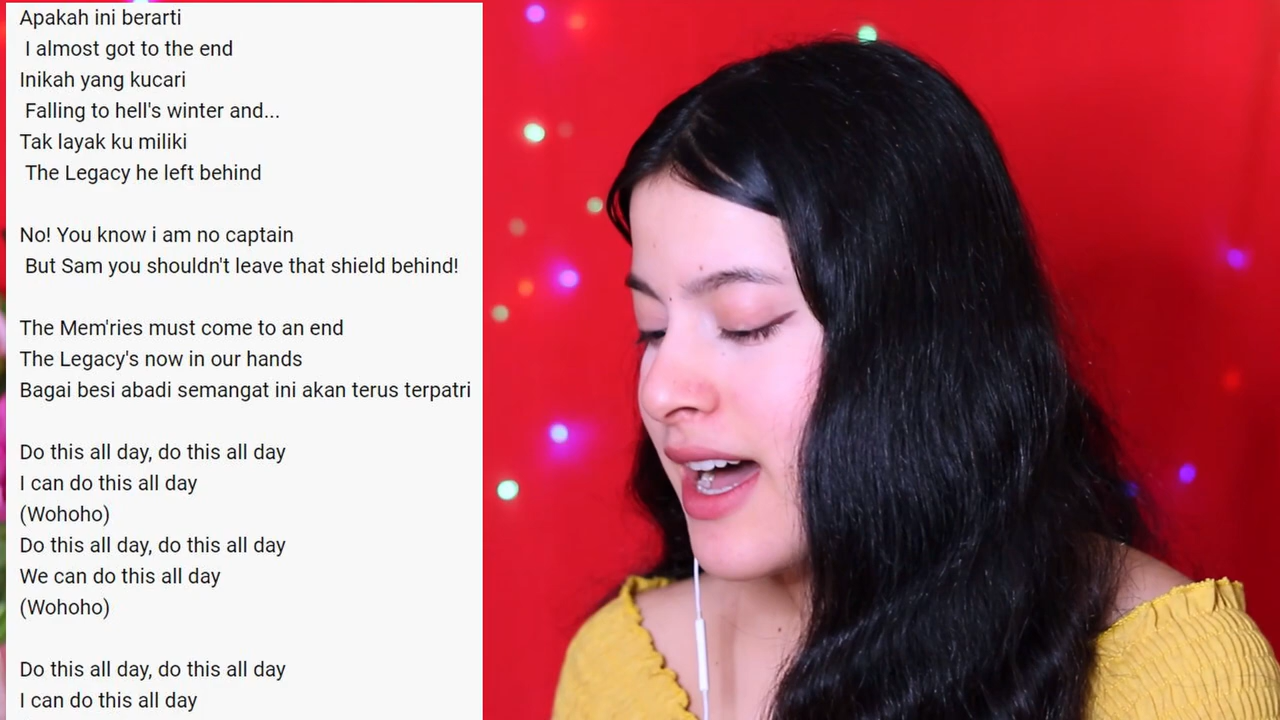 Apakah ini berarti
I almost got to the end
Inikah yang kucari
Falling to hell's winter and...
Tak layak ku miliki
The Legacy he left behind
No! You know i am no captain
But Sam you shouldn't leave that shield behind!
The Mem'ries must come to an end
The Legacy's now in our hands
Bagai besi abadi semangat ini akan terus terpatri
Do this all day, do this all day
I can do this all day
(Wohoho)
Do this all day, do this all day
We can do this all day
(Wohoho)
Do this all day, do this all day
I can do this all day